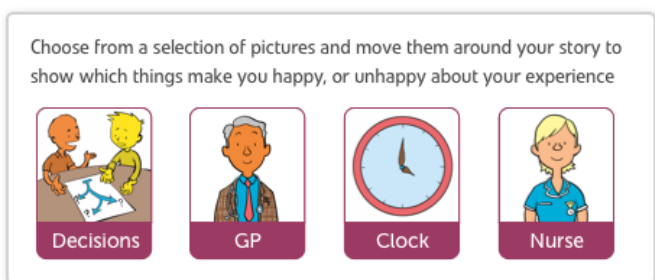 Choose from a selection of pictures and move them around your story to
show which things make you happy, or unhappy about your experience
? ?
Decisions GP Clock Nurse